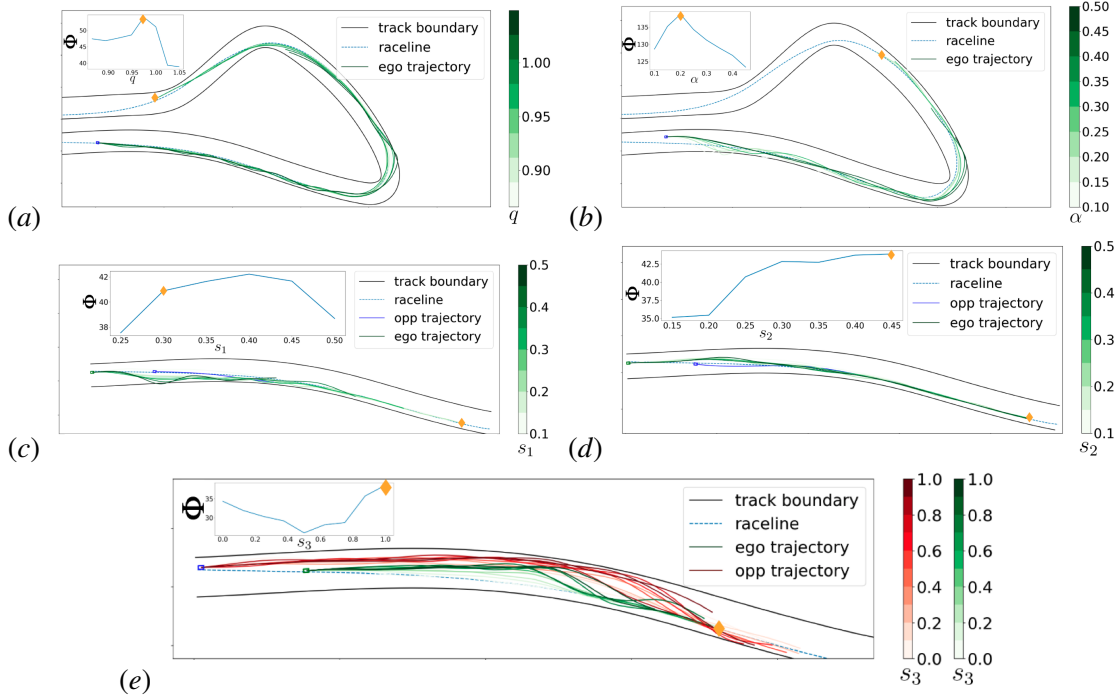 50
45
40
Φ
0.90
0.95
1.00
1.05
q
track boundary
raceline
ego trajectory
1.00
0.95
0.90
q
(a)
135
130
125
Φ
0.1
0.2
0.3
0.4
α
track boundary
raceline
ego trajectory
0.50
0.45
0.40
0.35
0.30
0.25
0.20
0.15
0.10
α
(b)
42
40
38
Φ
0.25
0.30
0.35
0.40
0.45
0.50
s1
track boundary
raceline
opp trajectory
ego trajectory
0.5
0.4
0.3
0.2
0.1
s1
(c)
42.5
40.0
37.5
35.0
Φ
0.15
0.20
0.25
0.30
0.35
0.40
0.45
s2
track boundary
raceline
opp trajectory
ego trajectory
0.5
0.4
0.3
0.2
0.1
s2
(d)
35
30
Φ
0.0
0.2
0.4
0.6
0.8
1.0
s3
track boundary
raceline
ego trajectory
opp trajectory
1.0
0.8
0.6
0.4
0.2
0.0
s3
1.0
0.8
0.6
0.4
0.2
0.0
s3
(e)